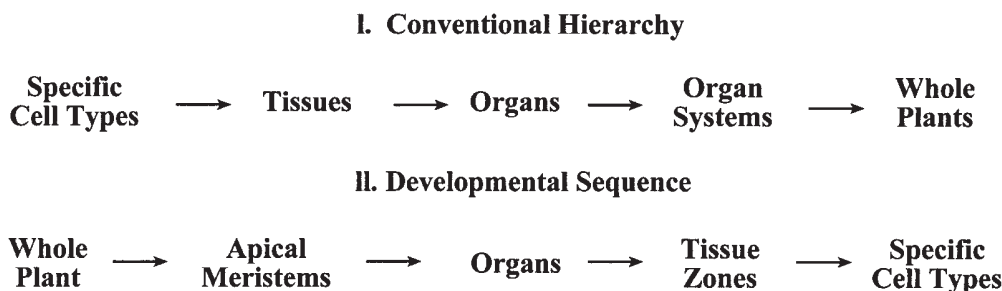 I. Conventional Hierarchy
Specific
Cell Types
Tissues
Organs
Organ
Systems
Whole
Plants
II. Developmental Sequence
Whole
Plant
Apical
Meristems
Organs
Tissue
Zones
Specific
Cell Types